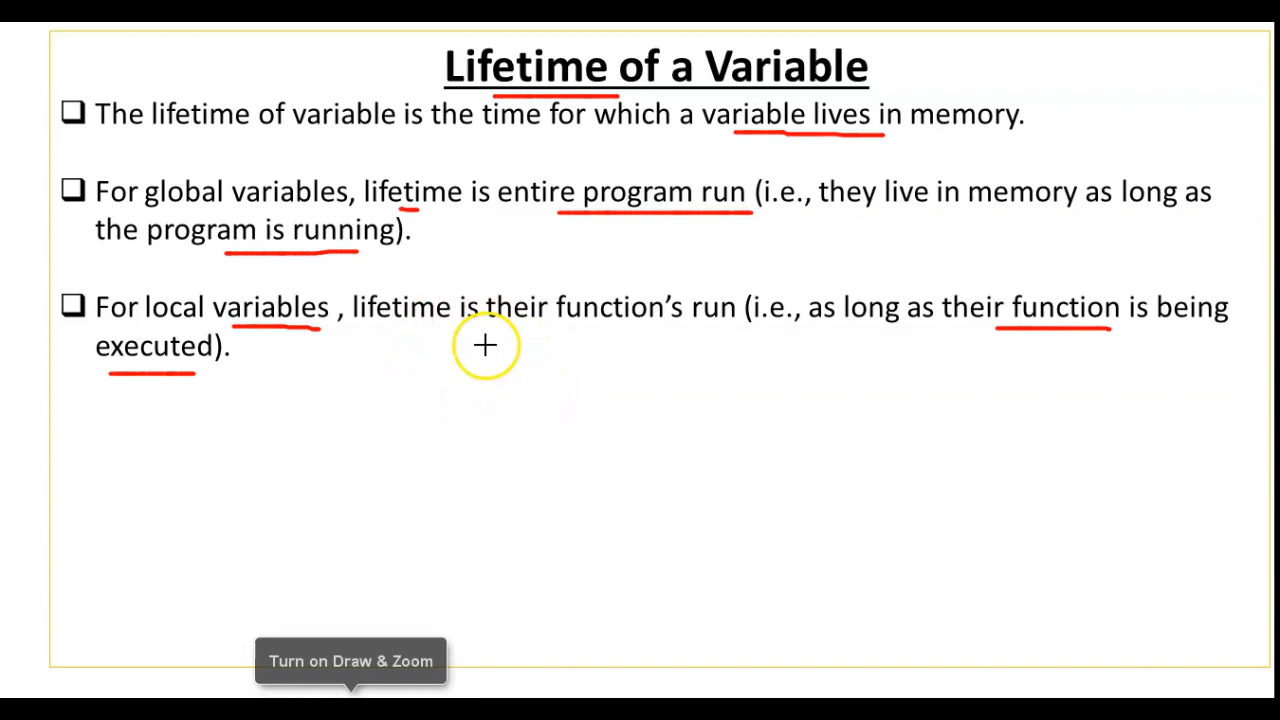 Lifetime of a Variable
❑ The lifetime of variable is the time for which a variable lives in memory.
❑ For global variables, lifetime is entire program run (i.e., they live in memory as long as
the program is running).
❑ For local variables , lifetime is their function’s run (i.e., as long as their function is being
executed).
Turn on Draw & Zoom